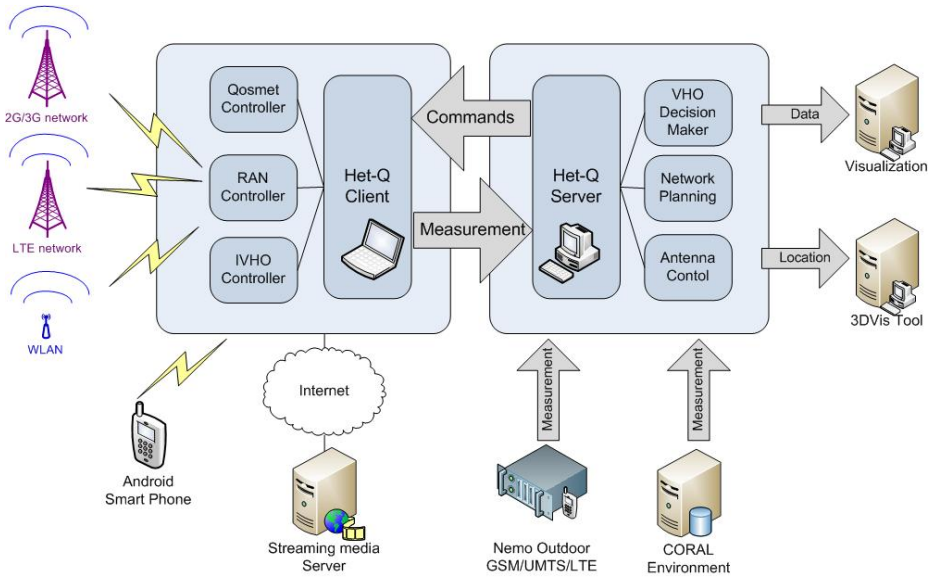 2G/3G network
LTE network
WLAN
Qosmet
Controller
RAN
Controller
IVHO
Controller
Het-Q
Client
Commands
Measurement
Het-Q
Server
VHO
Decision
Maker
Network
Planning
Antenna
Contol
Data
Visualization
Location
3DVis Tool
Internet
Measurement
Measurement
Android
Smart Phone
Streaming media
Server
Nemo Outdoor
GSM/UMTS/LTE
CORAL
Environment